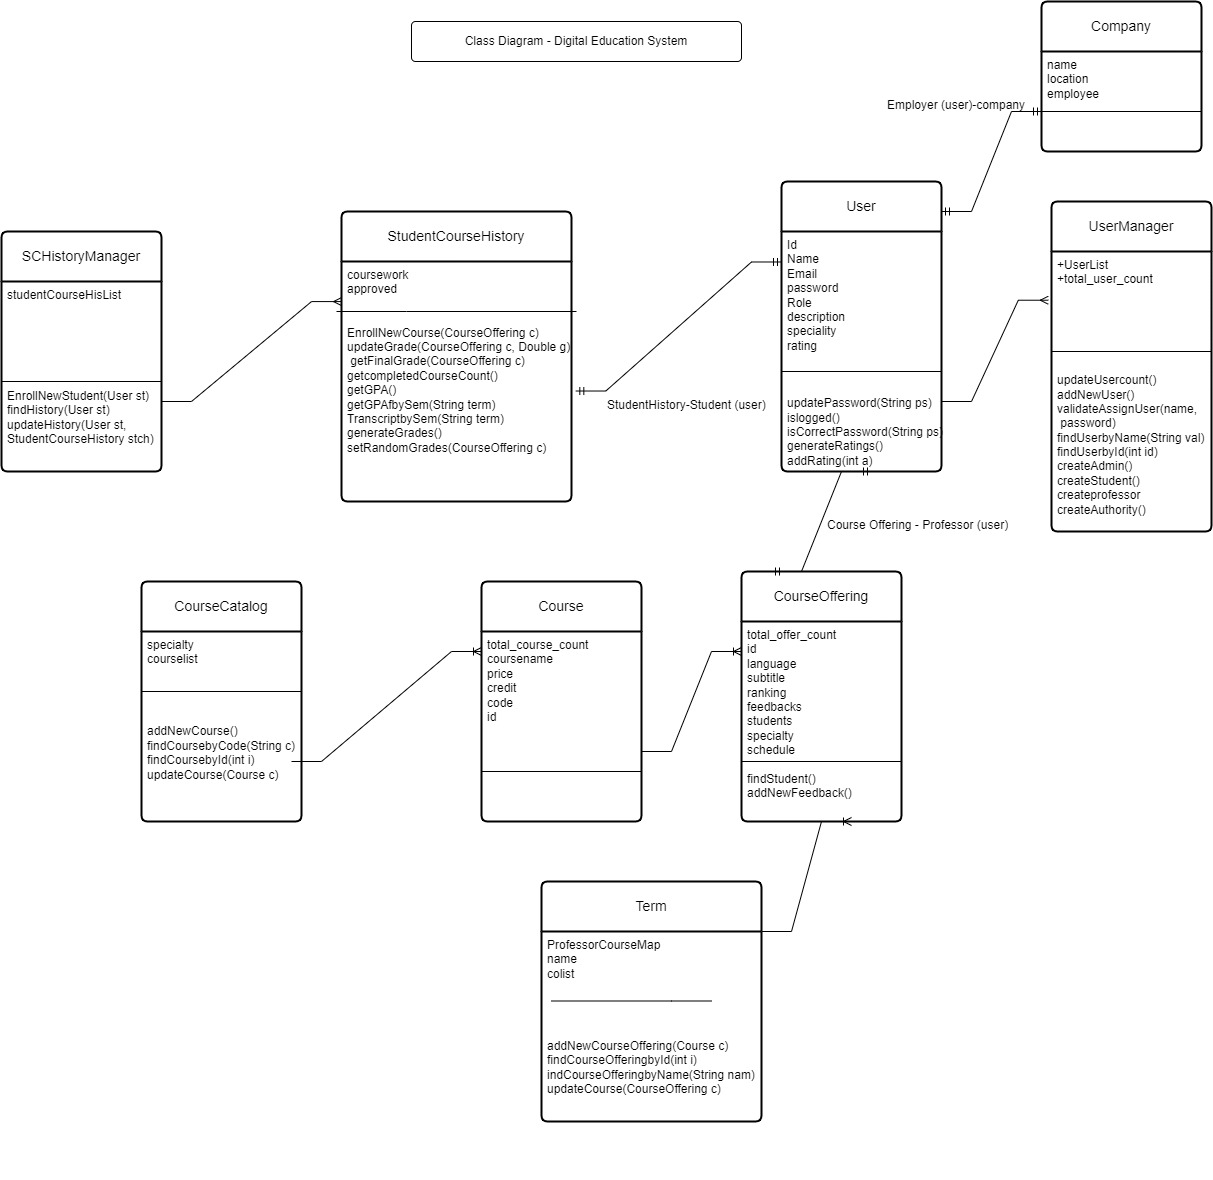 Class Diagram - Digital Education System
Company
name
location
employee
Employer (user)-company
User
Id
Name
Email
password
Role
description
speciality
rating
updatePassword(String ps)
islogged()
isCorrectPassword(String ps)
generateRatings()
addRating(int a)
UserManager
+UserList
+total_user_count
updateUsercount()
addNewUser()
validateAssignUser(name,
password)
findUserbyName(String val)
findUserbyId(int id)
createAdmin()
createStudent()
createprofessor
createAuthority()
SCHistoryManager
studentCourseHisList
EnrollNewStudent(User st)
findHistory(User st)
updateHistory(User st,
StudentCourseHistory stch)
StudentCourseHistory
coursework
approved
EnrollNewCourse(CourseOffering c)
updateGrade(CourseOffering c, Double g)
getFinalGrade(CourseOffering c)
getcompletedCourseCount()
getGPA()
getGPAfbySem(String term)
TranscriptbySem(String term)
generateGrades()
setRandomGrades(CourseOffering c)
StudentHistory-Student (user)
Course Offering - Professor (user)
CourseCatalog
specialty
courselist
addNewCourse()
findCoursebyCode(String c)
findCoursebyId(int i)
updateCourse(Course c)
Course
total_course_count
coursename
price
credit
code
id
CourseOffering
total_offer_count
id
language
subtitle
ranking
feedbacks
students
specialty
schedule
findStudent()
addNewFeedback()
Term
ProfessorCourseMap
name
colist
addNewCourseOffering(Course c)
findCourseOfferingbyId(int i)
indCourseOfferingbyName(String nam)
updateCourse(CourseOffering c)